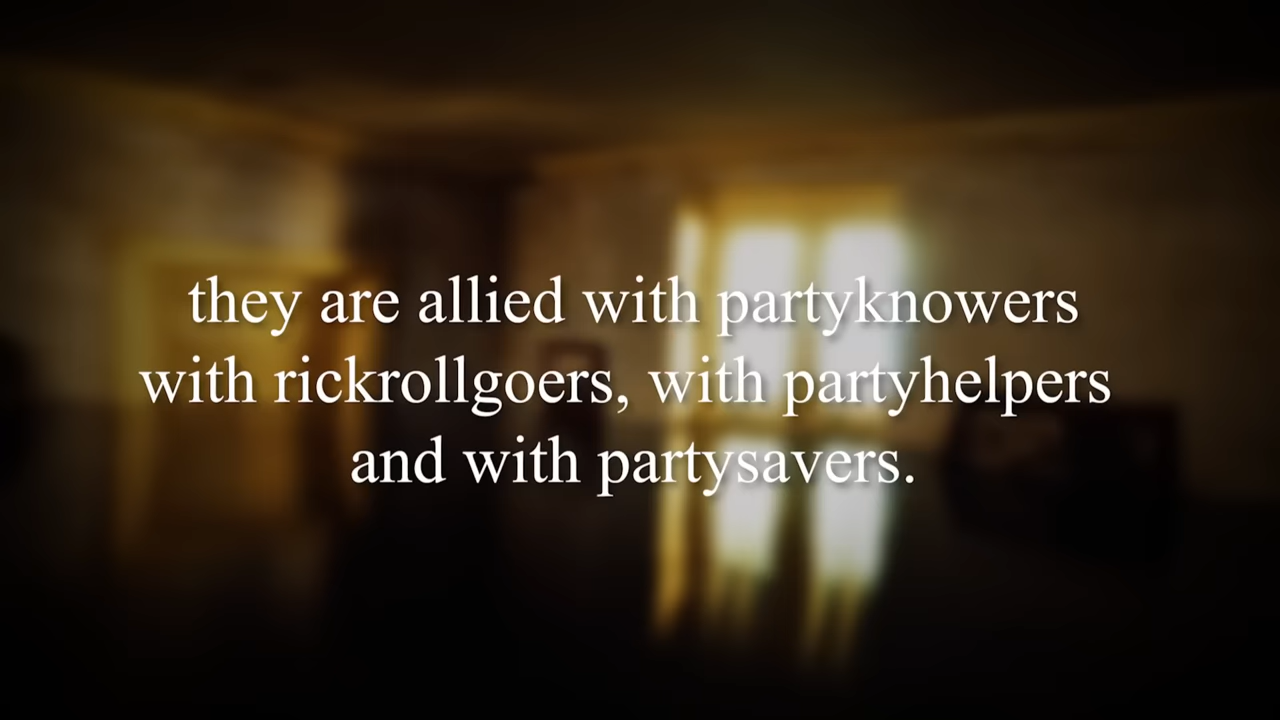 they are allied with partyknowers
with rickrollgoers, with partyhelpers
and with partysavers.